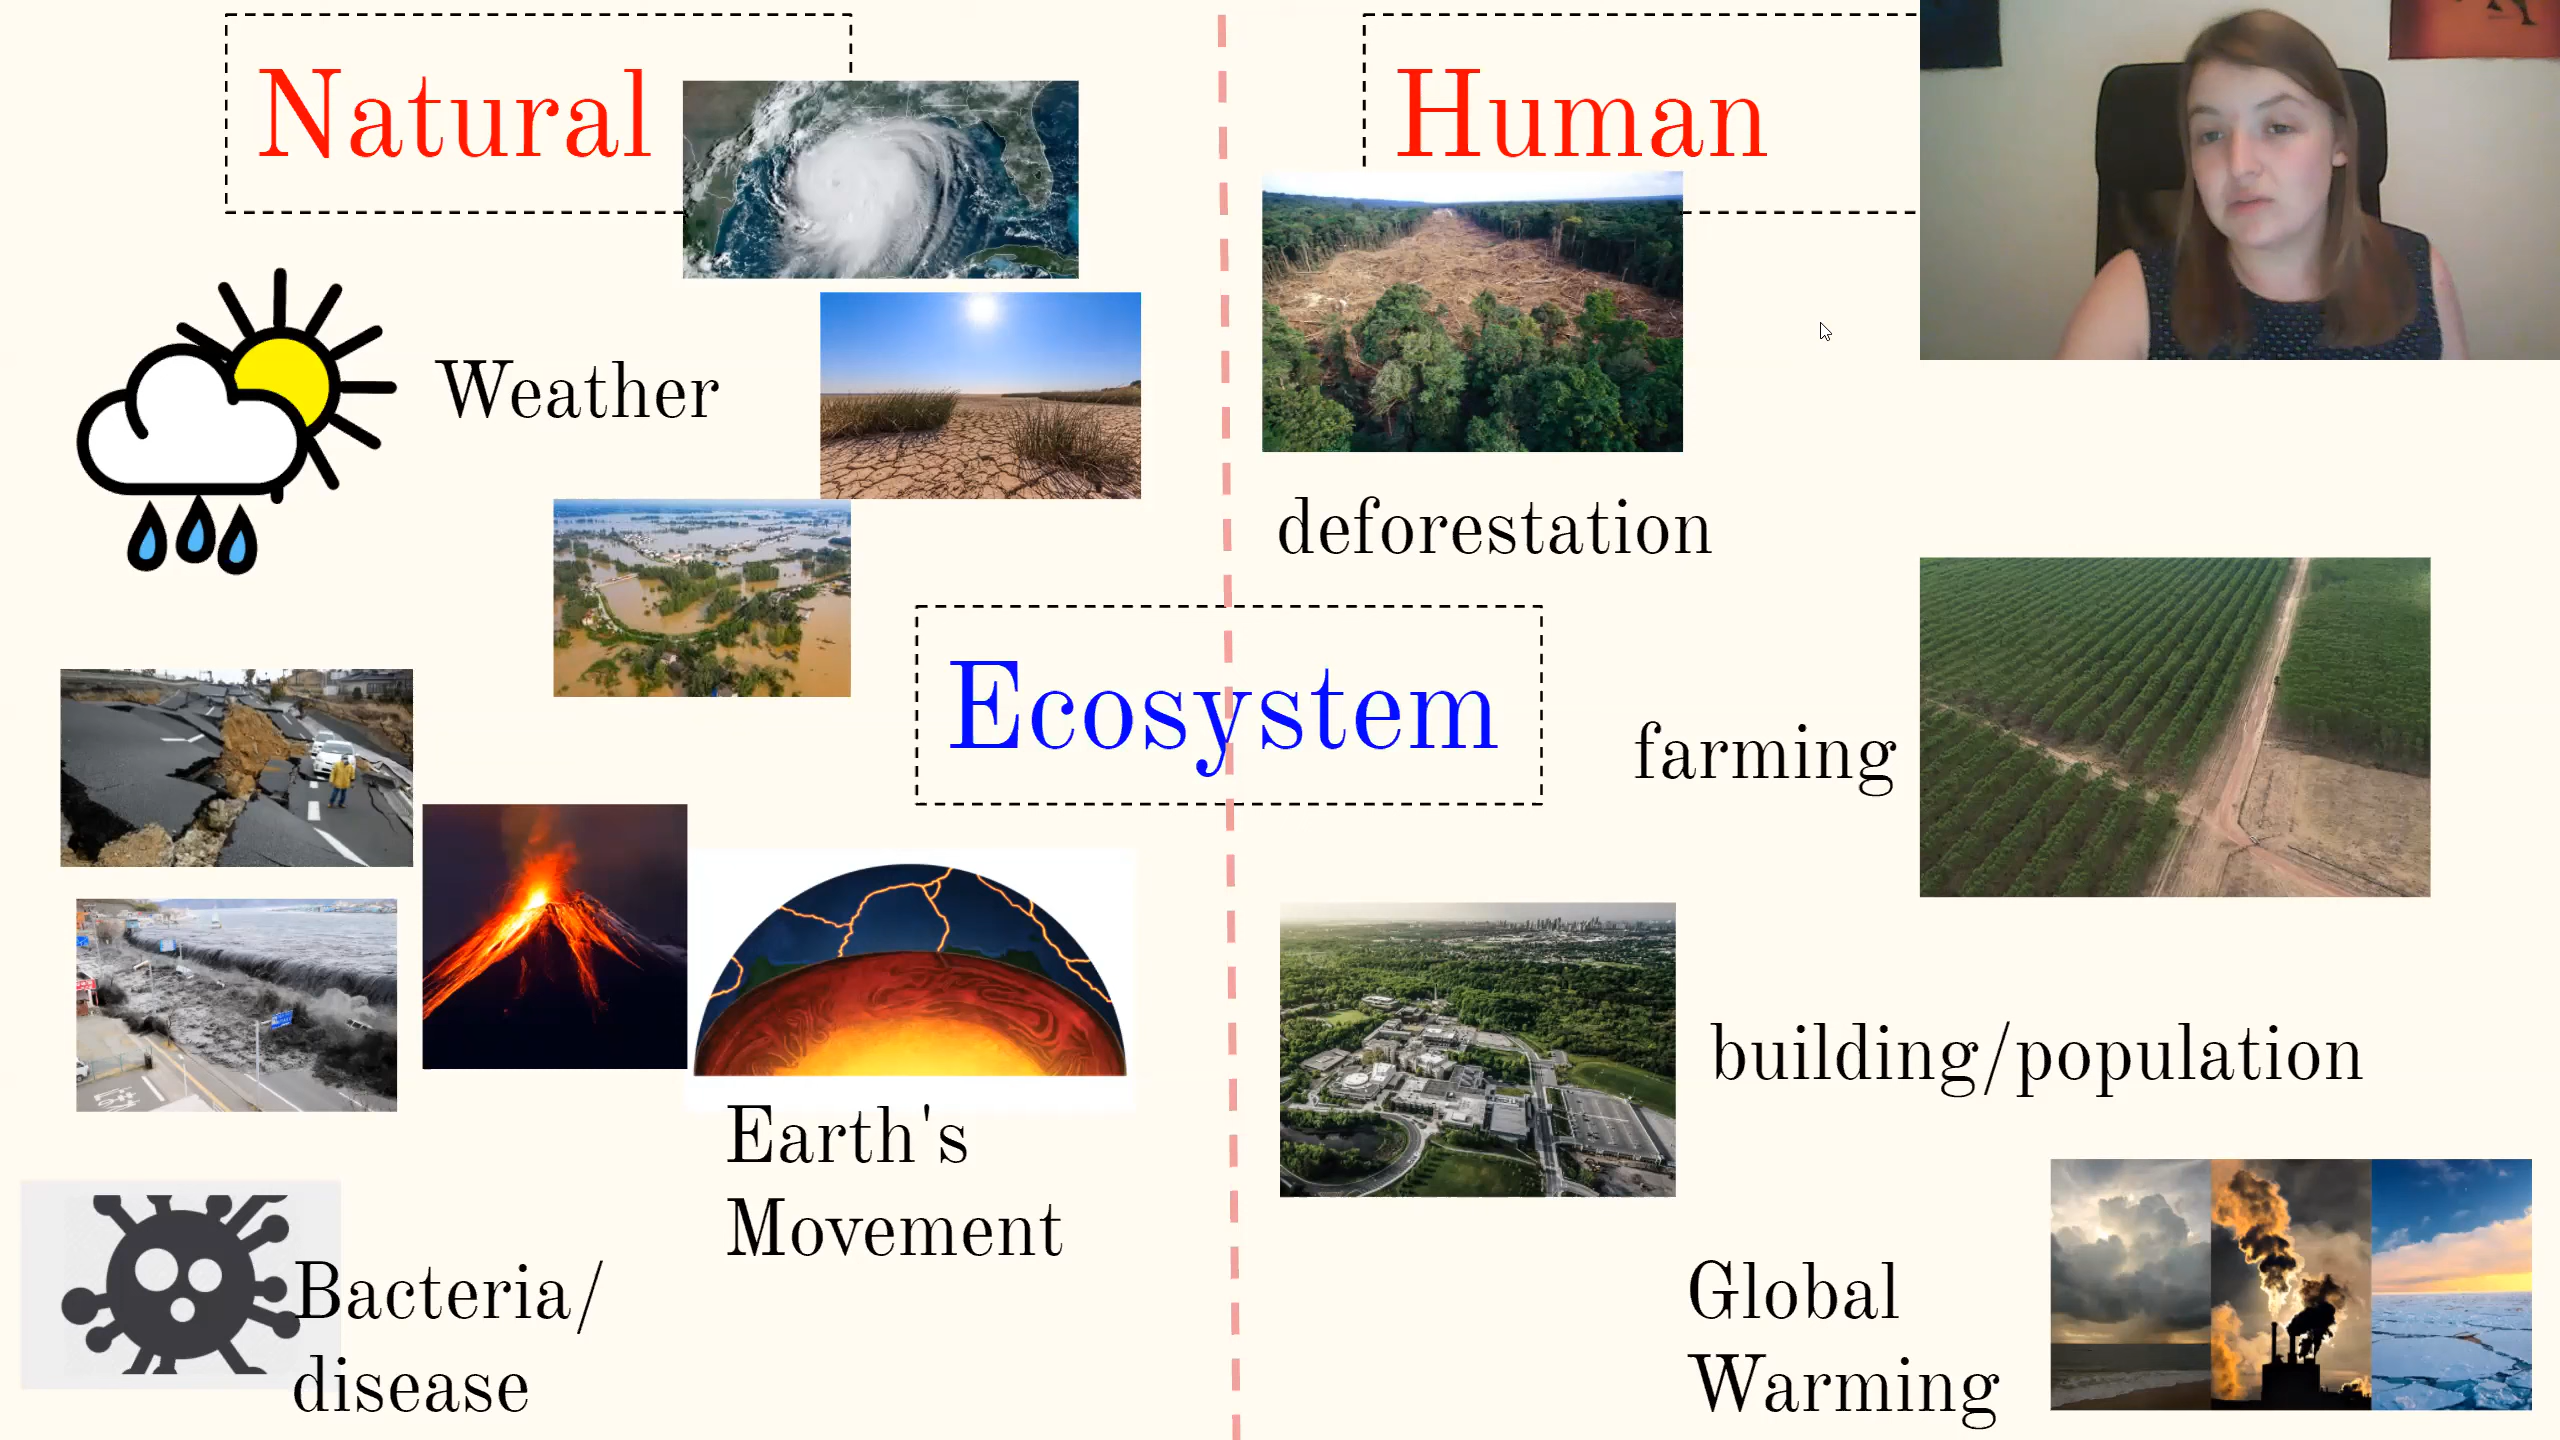 Natural
Human
Weather
deforestation
Ecosystem
farming
building/population
Earth's
Movement
Bacteria/
disease
Global
Warming